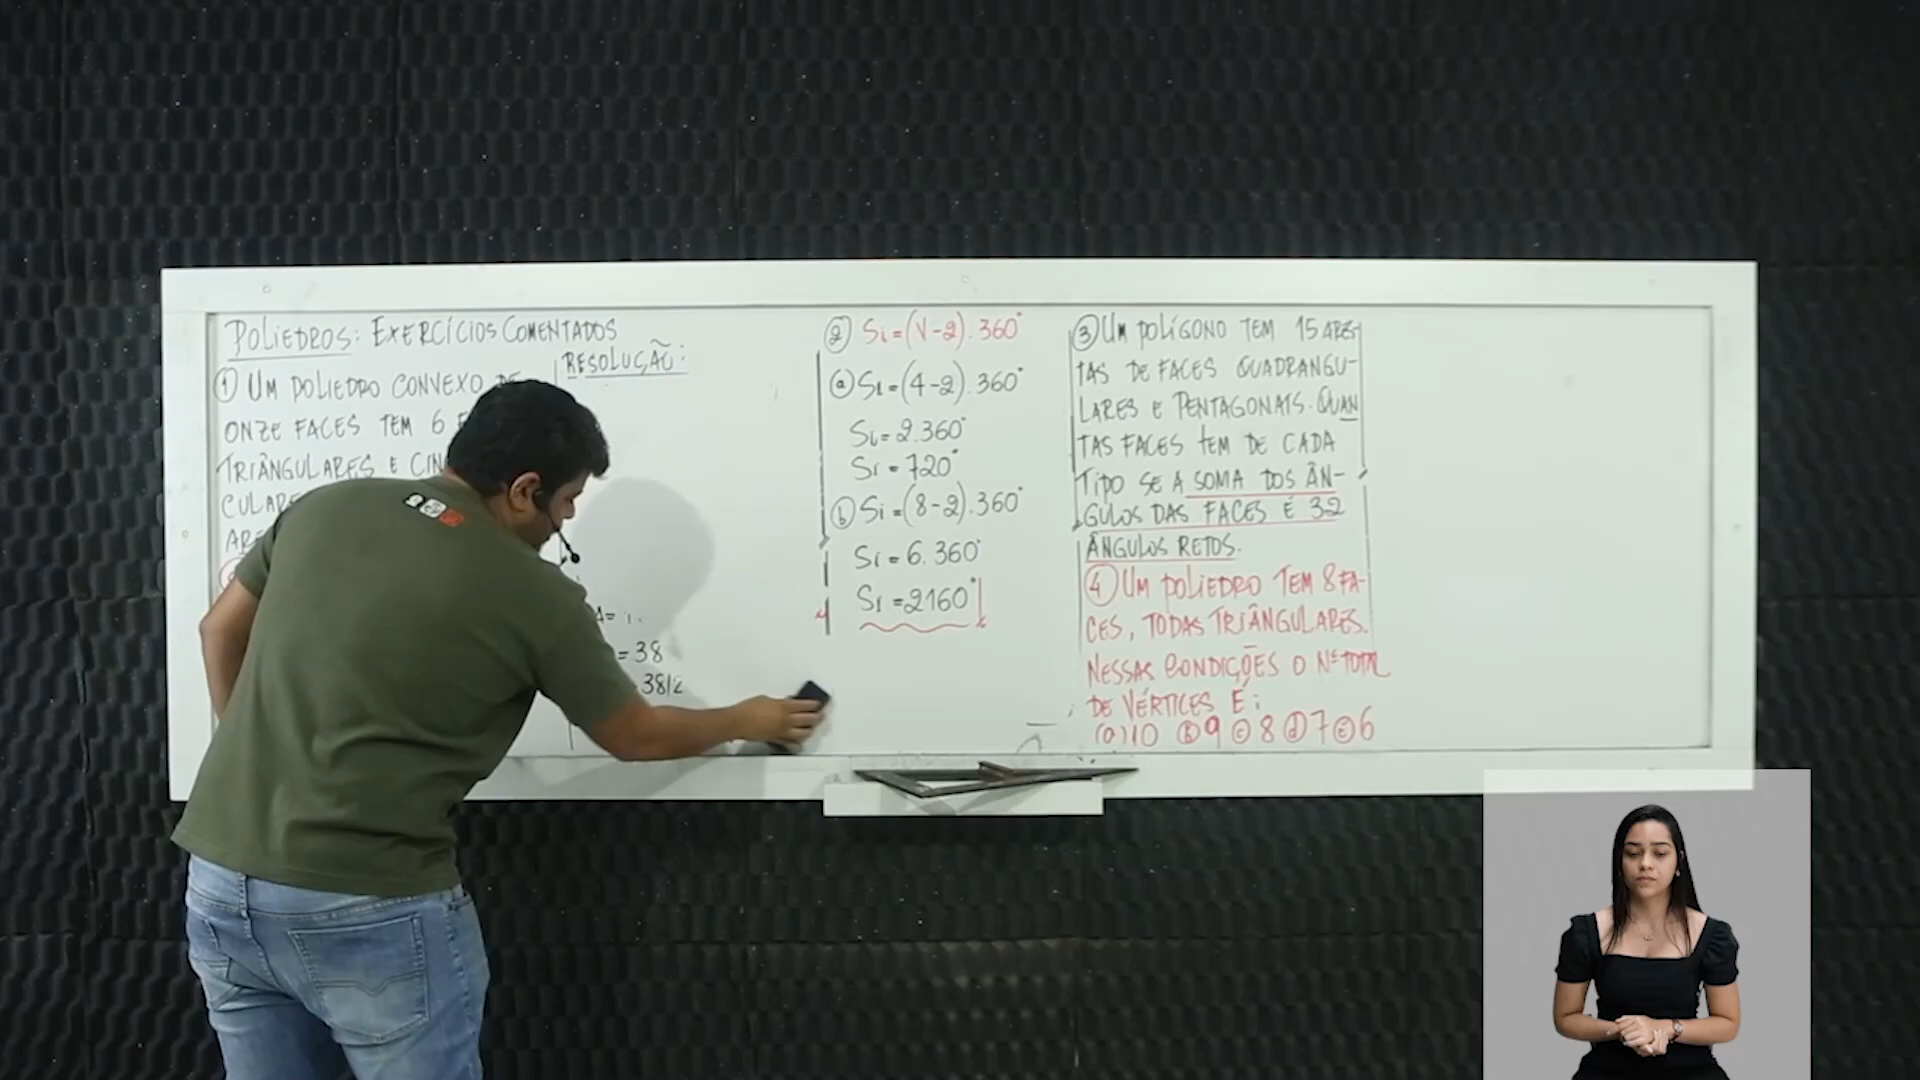 POLIEDROS: EXERCÍCIOS COMENTADOS
RESOLUÇÃO:
① UM POLIEDRO CONVEXO DE
ONZE FACES TEM 6
TRIÂNGULARES E
= 38
38/2
② Si=(V-2).360°
ⓐ Si=(4-2).360°
Si=2.360°
Si=720°
ⓑ Si=(8-2).360°
Si=6.360°
Si=2160°
③ UM POLÍGONO TEM 15 ARES-
TAS DE FACES QUADRANGU-
LARES E PENTAGONAIS. QUAN
TAS FACES TEM DE CADA
TIPO SE A SOMA DOS ÂN-
GULOS DAS FACES É 32
ÂNGULOS RETOS.
④ UM POLIEDRO TEM 8 FA-
CES, TODAS TRIÂNGULARES.
NESSAS CONDIÇÕES O Nº TOTAL
DE VÉRTICES É:
(a) 10 ⓑ 9 ⓒ 8 ⓓ 7 ⓔ 6